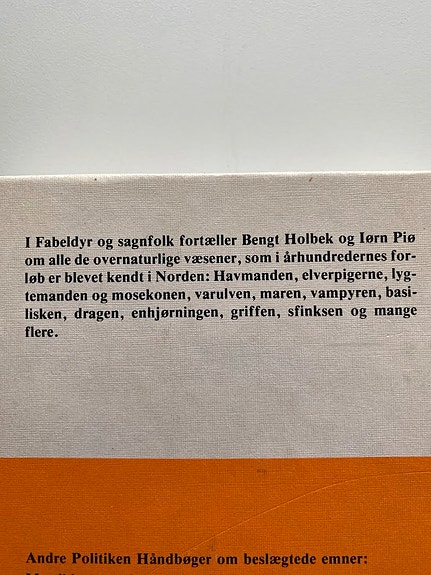 I Fabeldyr og sagnfolk fortæller Bengt Holbek og Iørn Piø
om alle de overnaturlige væsener, som i århundredernes for-
løb er blevet kendt i Norden: Havmanden, elverpigerne, lyg-
temanden og mosekonen, varulven, maren, vampyren, basi-
lisken, dragen, enhjørningen, griffen, sfinksen og mange
flere.
Andre Politiken Håndbøger om beslægtede emner: